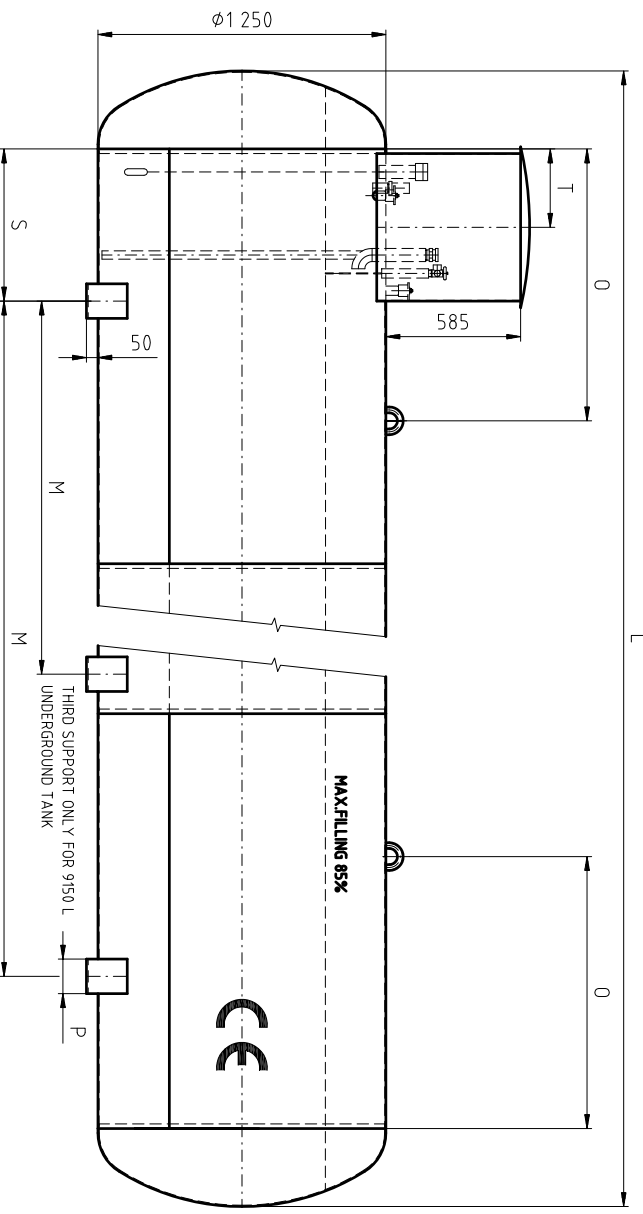 Ø1 250
L
O
T
585
S
50
M
M
THIRD SUPPORT ONLY FOR 9150 L
UNDERGROUND TANK
MAX.FILLING 85%
O
P
CE